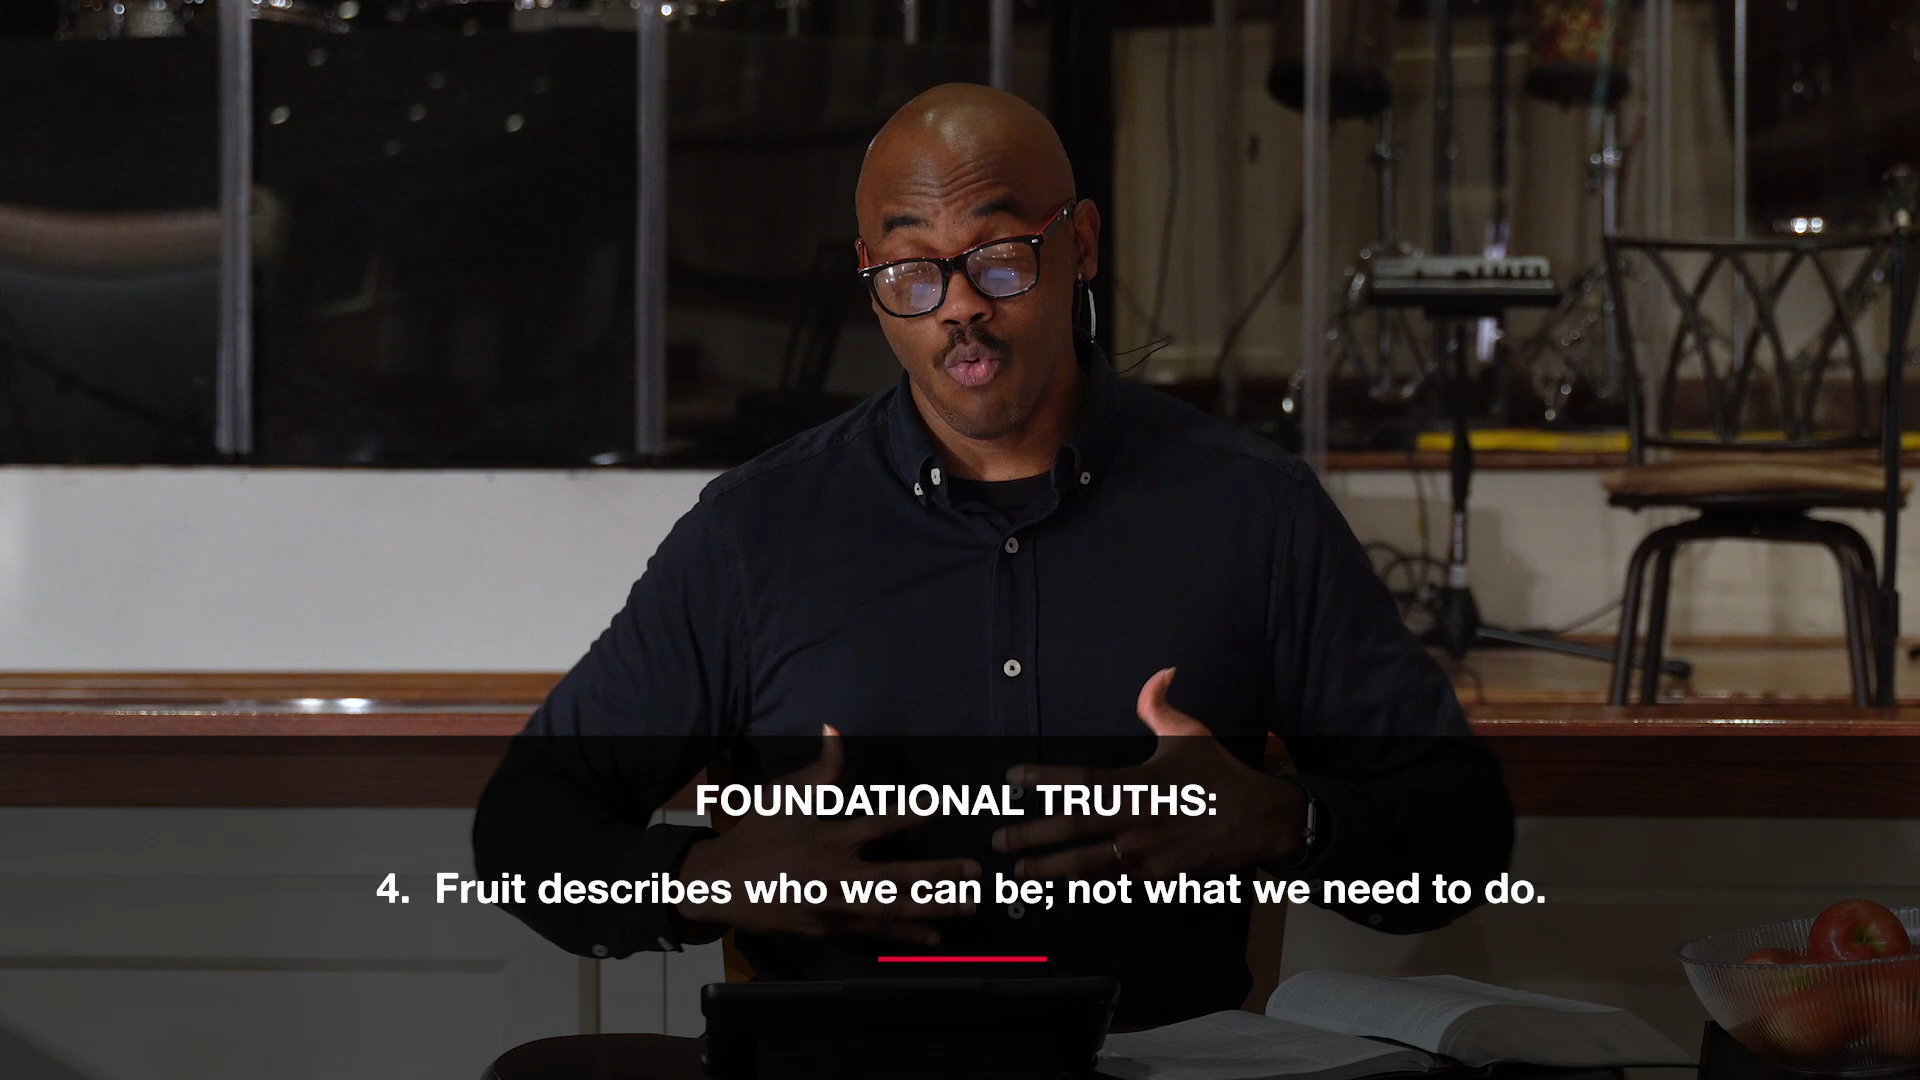 FOUNDATIONAL TRUTHS:
4. Fruit describes who we can be; not what we need to do.